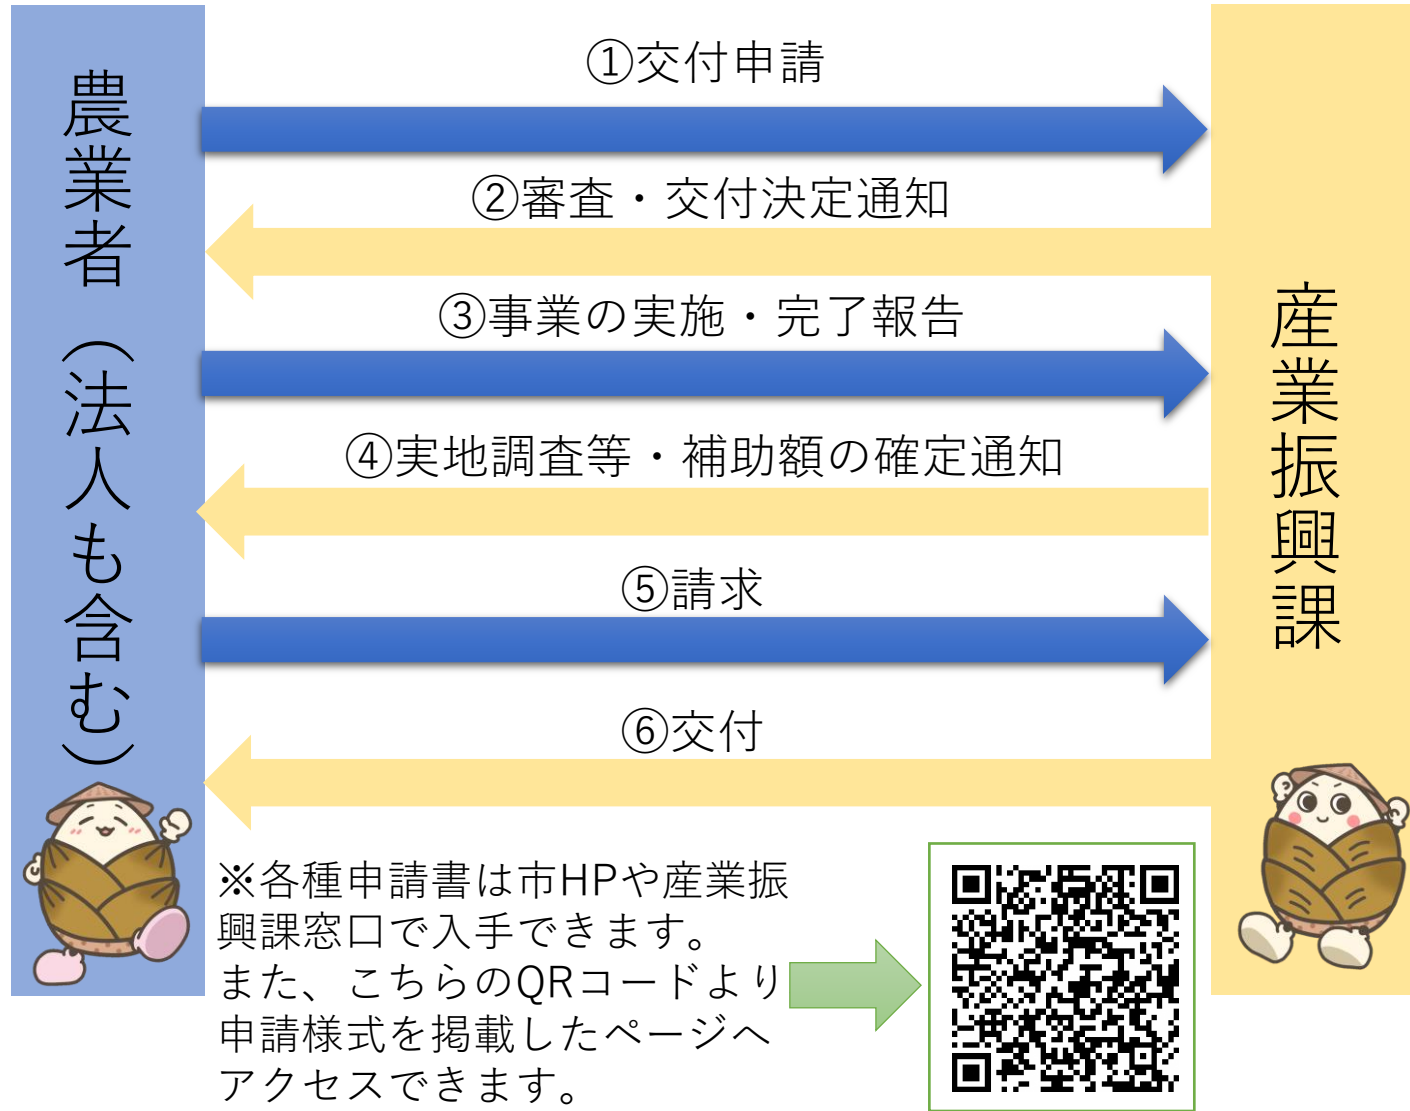 農業者（法人も含む）
①交付申請
②審査・交付決定通知
③事業の実施・完了報告
④実地調査等・補助額の確定通知
⑤請求
⑥交付
産業振興課
※各種申請書は市HPや産業振
興課窓口で入手できます。
また、こちらのQRコードより
申請様式を掲載したページへ
アクセスできます。